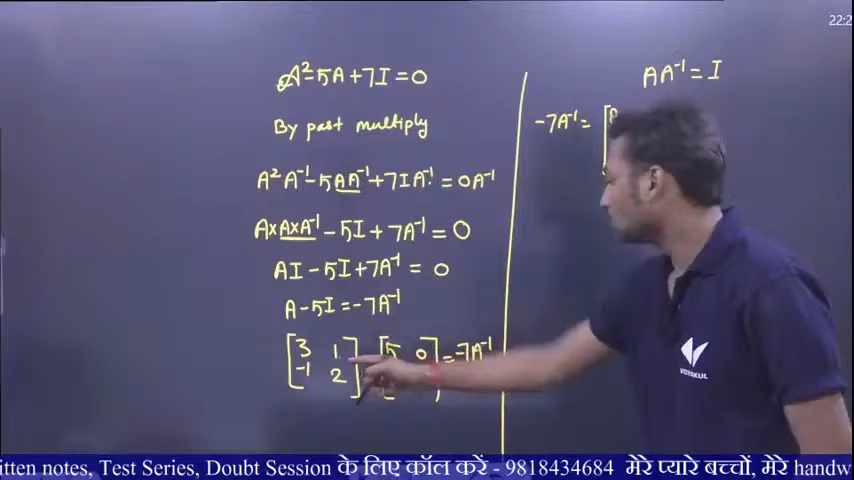 22:2
A²-5A+7I=0
By past multiply
A²A⁻¹-5AA⁻¹+7IA⁻¹=0A⁻¹
A×A×A⁻¹-5I+7A⁻¹=0
AI-5I+7A⁻¹=0
A-5I=-7A⁻¹
[3 1 [5 0] =-7A⁻¹
-1 2]
AA⁻¹=I
-7A⁻¹=[
VOYAKUL
itten notes, Test Series, Doubt Session के लिए कॉल करें - 9818434684 मेरे प्यारे बच्चों, मेरे handw